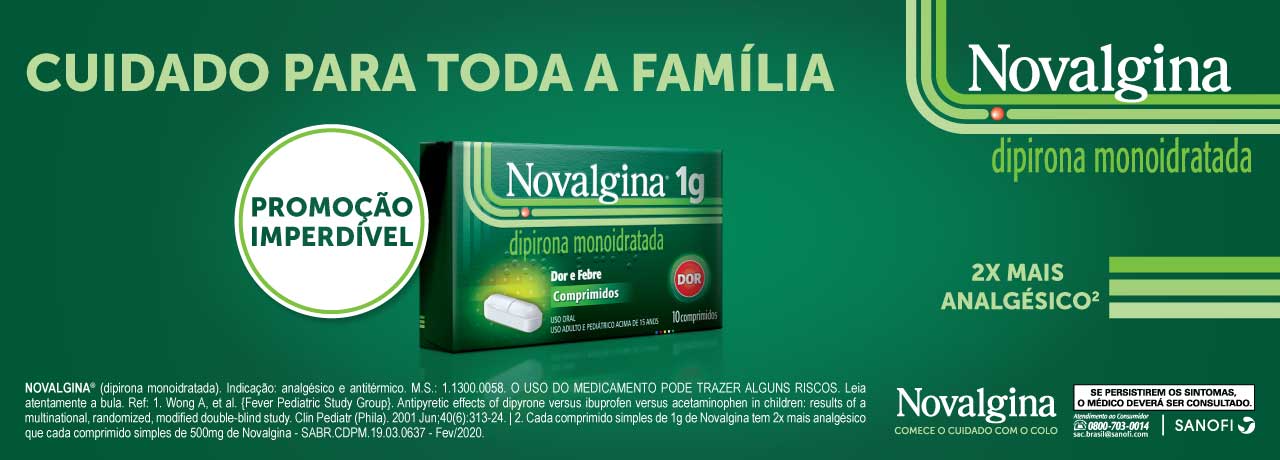 CUIDADO PARA TODA A FAMÍLIA
Novalgina
dipirona monoidratada
PROMOÇÃO
IMPERDÍVEL
Novalgina® 1g
dipirona monoidratada
Dor e Febre
Comprimidos
DOR
USO ORAL
USO ADULTO E PEDIÁTRICO ACIMA DE 15 ANOS
10 comprimidos
2X MAIS
ANALGÉSICO²
NOVALGINA® (dipirona monoidratada). Indicação: analgésico e antitérmico. M.S.: 1.1300.0058. O USO DO MEDICAMENTO PODE TRAZER ALGUNS RISCOS. Leia
atentamente a bula. Ref: 1. Wong A, et al. {Fever Pediatric Study Group}. Antipyretic effects of dipyrone versus ibuprofen versus acetaminophen in children: results of a
multinational, randomized, modified double-blind study. Clin Pediatr (Phila). 2001 Jun;40(6):313-24. | 2. Cada comprimido simples de 1g de Novalgina tem 2x mais analgésico
que cada comprimido simples de 500mg de Novalgina - SABR.CDPM.19.03.0637 - Fev/2020.
Novalgina
COMECE O CUIDADO COM O COLO
SE PERSISTIREM OS SINTOMAS,
O MÉDICO DEVERÁ SER CONSULTADO.
Atendimento ao Consumidor
0800-703-0014
sac.brasil@sanofi.com
SANOFI